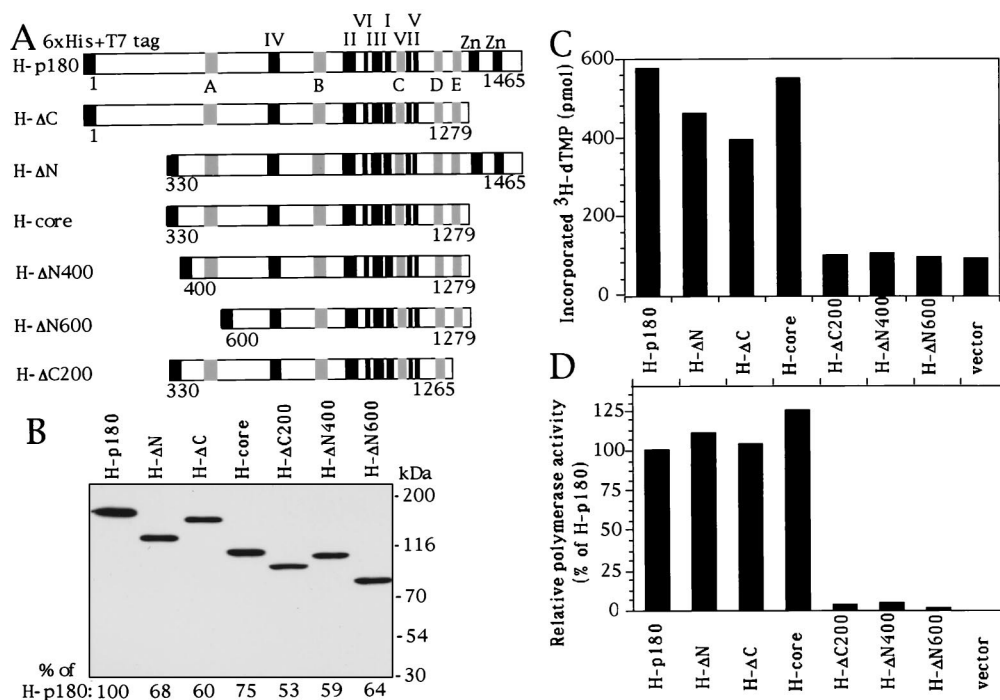 A
6xHis+T7 tag
VI I V
IV II III VII Zn Zn
H-p180
1 1465
A B C D E
H-ΔC
1 1279
H-ΔN
330 1465
H-core
330 1279
H-ΔN400
400 1279
H-ΔN600
600 1279
H-ΔC200
330 1265
B
H-p180
H-ΔN
H-ΔC
H-core
H-ΔC200
H-ΔN400
H-ΔN600
kDa
- 200
- 116
- 70
- 54
- 30
% of
H-p180: 100 68 60 75 53 59 64
C
Incorporated ³H-dTMP (pmol)
600
400
200
0
H-p180
H-ΔN
H-ΔC
H-core
H-ΔC200
H-ΔN400
H-ΔN600
vector
D
Relative polymerase activity
(% of H-p180)
125
100
75
50
25
0
H-p180
H-ΔN
H-ΔC
H-core
H-ΔC200
H-ΔN400
H-ΔN600
vector